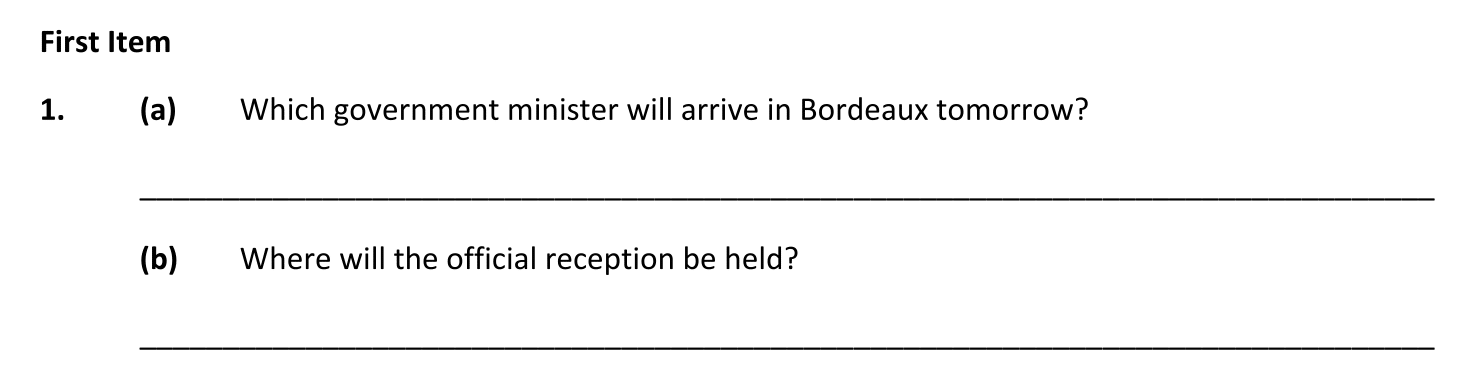 First Item
1. (a) Which government minister will arrive in Bordeaux tomorrow?
(b) Where will the official reception be held?